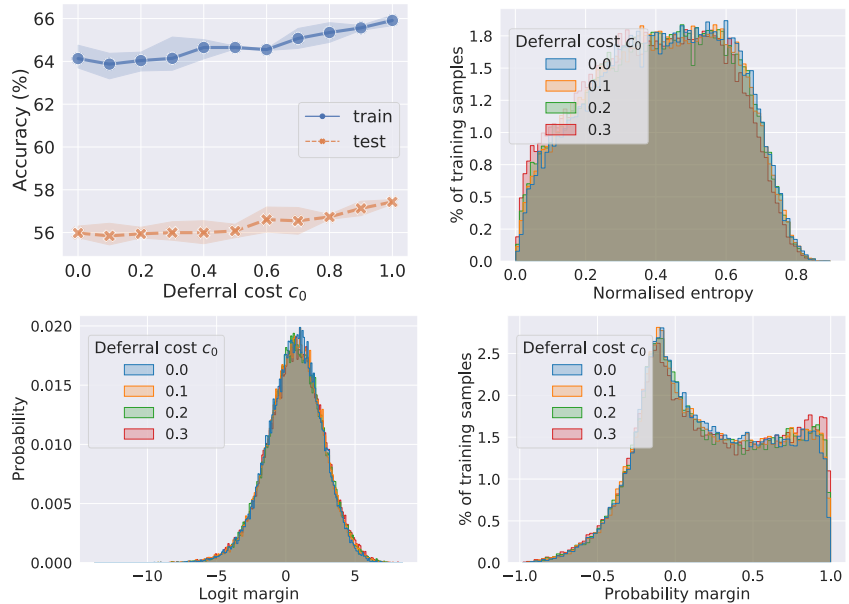 66
64
62
60
58
56
Accuracy (%)
train
test
0.0 0.2 0.4 0.6 0.8 1.0
Deferral cost c₀
1.8
1.5
1.2
1.0
0.8
0.5
0.2
0.0
% of training samples
Deferral cost c₀
0.0
0.1
0.2
0.3
0.0 0.2 0.4 0.6 0.8
Normalised entropy
0.020
0.015
0.010
0.005
0.000
Probability
Deferral cost c₀
0.0
0.1
0.2
0.3
−10 −5 0 5
Logit margin
2.5
2.0
1.5
1.0
0.5
0.0
% of training samples
Deferral cost c₀
0.0
0.1
0.2
0.3
−1.0 −0.5 0.0 0.5 1.0
Probability margin